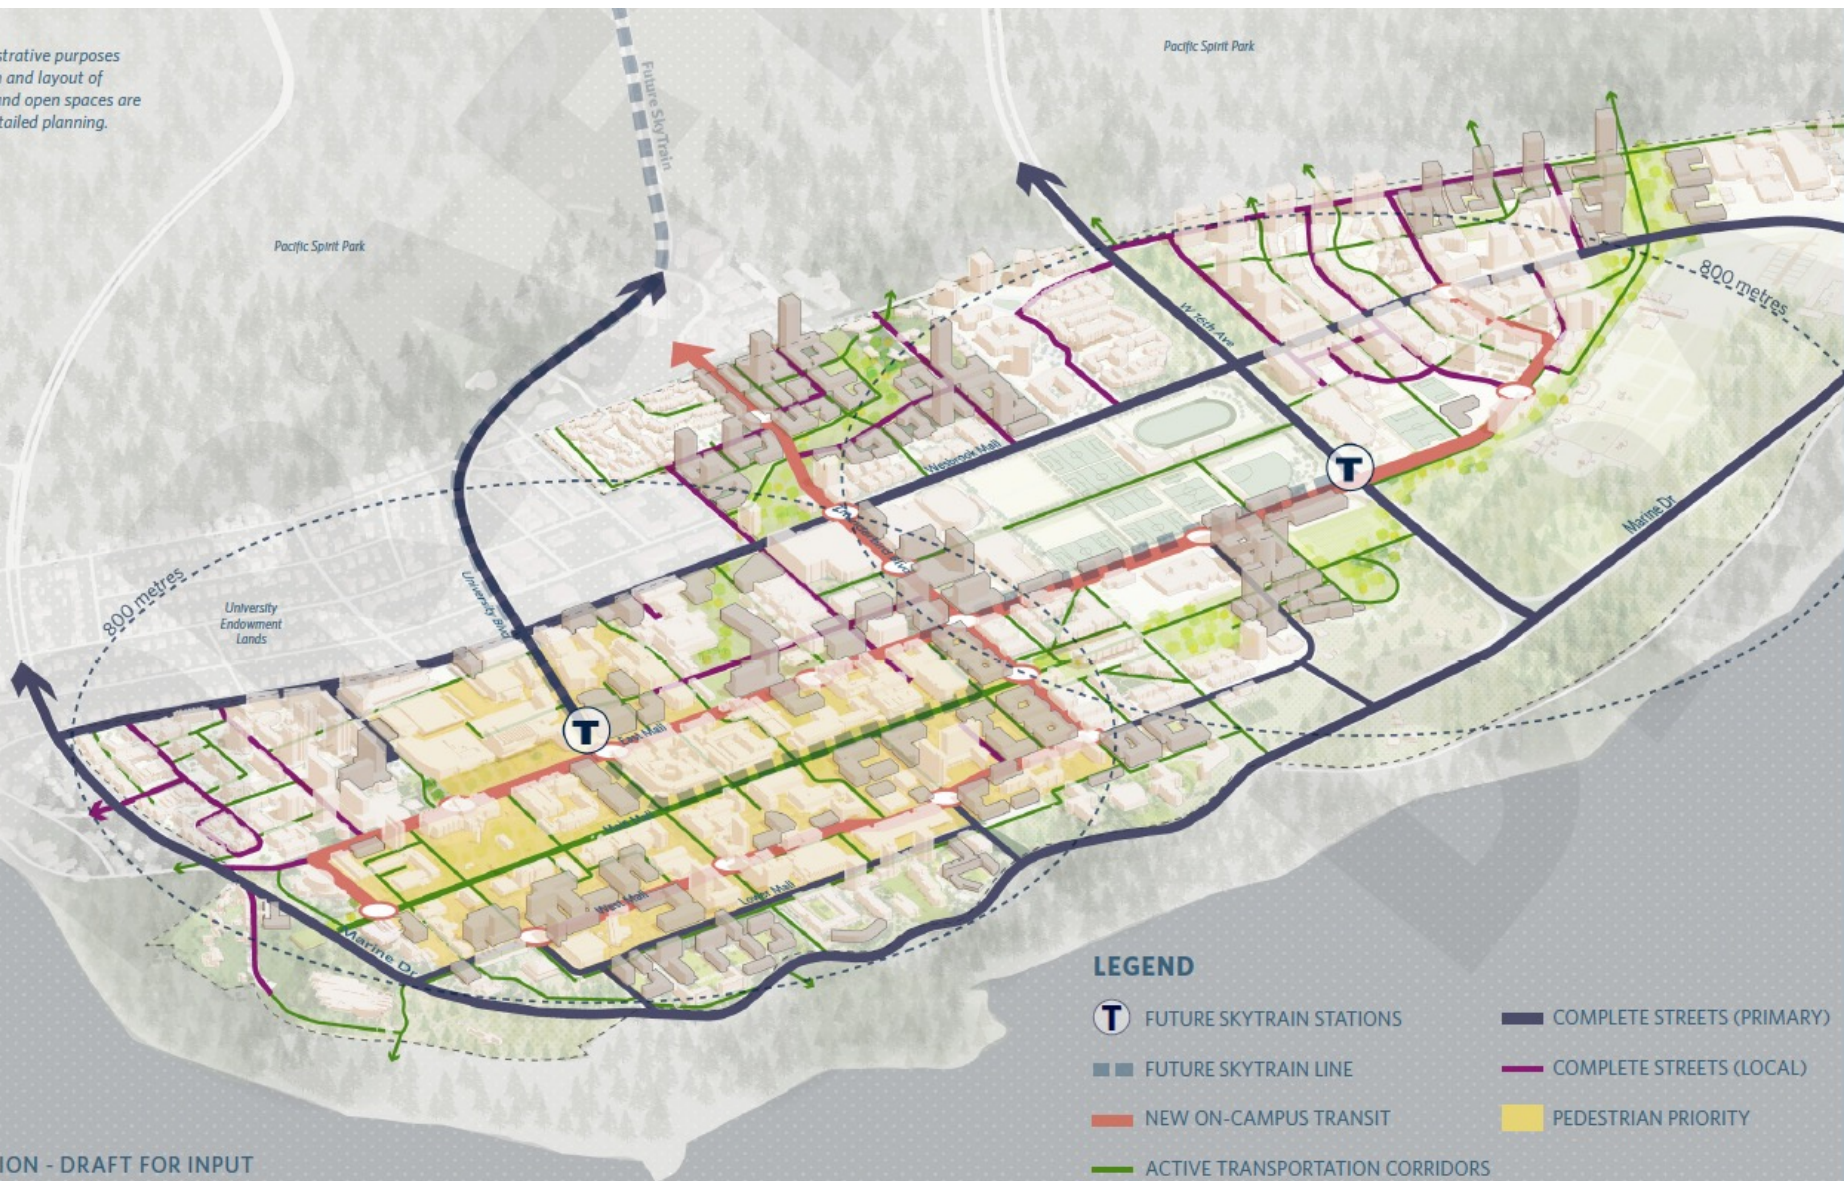 strative purposes
n and layout of
and open spaces are
tailed planning.
Pacific Spirit Park
Future SkyTrain
Pacific Spirit Park
800 metres
W 16th Ave
Wesbrook Mall
800 metres
University
Endowment
Lands
University Blvd
Marine Dr
T
T
East Mall
Main Mall
West Mall
Lower Mall
Marine Dr
LEGEND
T FUTURE SKYTRAIN STATIONS
FUTURE SKYTRAIN LINE
NEW ON-CAMPUS TRANSIT
ACTIVE TRANSPORTATION CORRIDORS
COMPLETE STREETS (PRIMARY)
COMPLETE STREETS (LOCAL)
PEDESTRIAN PRIORITY
ION - DRAFT FOR INPUT